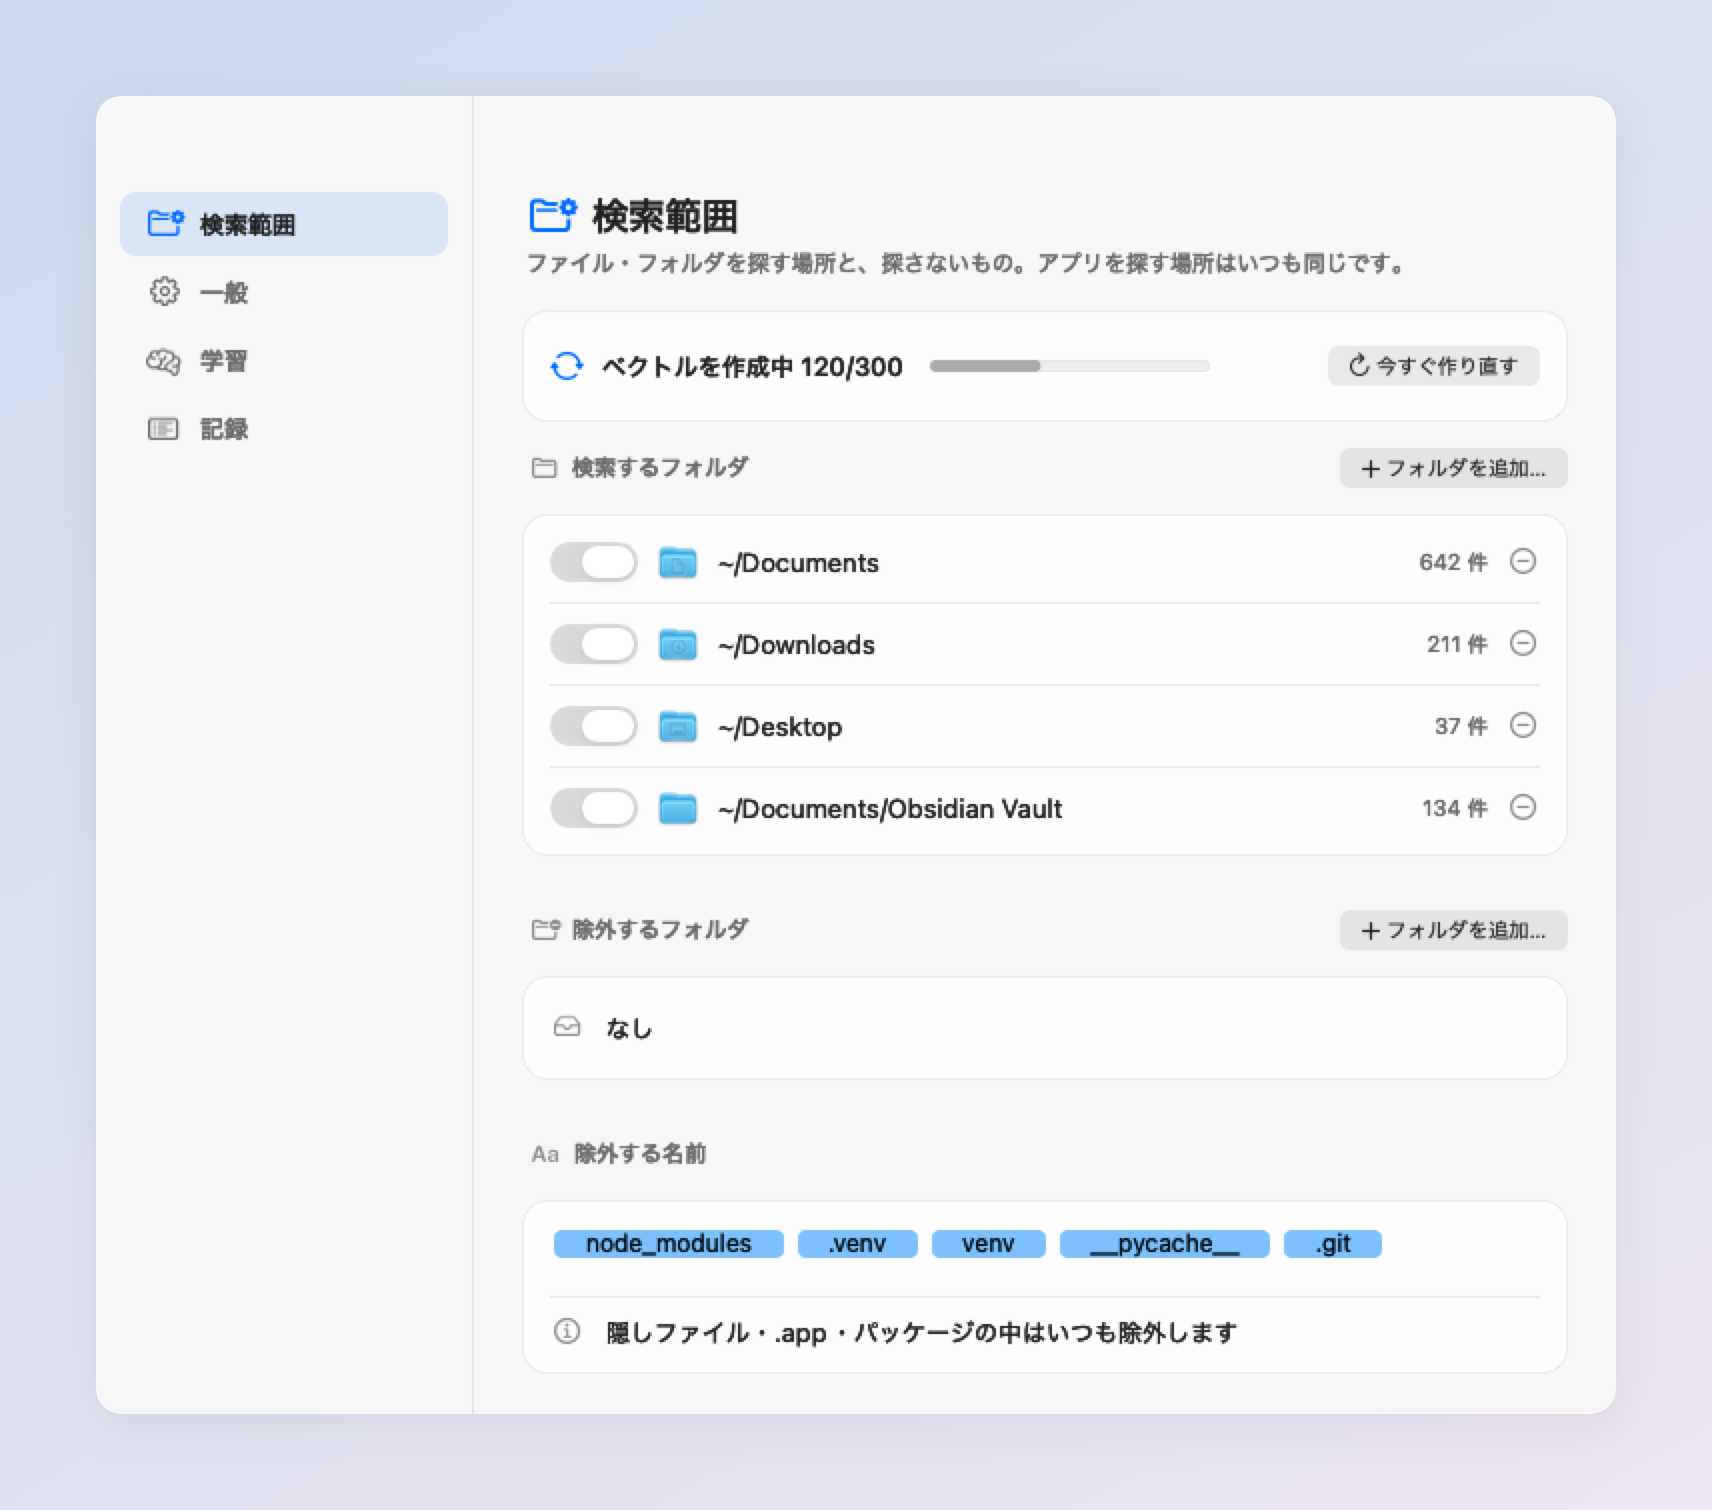 検索範囲
一般
学習
記録
検索範囲
ファイル・フォルダを探す場所と、探さないもの。アプリを探す場所はいつも同じです。
ベクトルを作成中 120/300
今すぐ作り直す
検索するフォルダ
+ フォルダを追加...
~/Documents 642 件
~/Downloads 211 件
~/Desktop 37 件
~/Documents/Obsidian Vault 134 件
除外するフォルダ
+ フォルダを追加...
なし
Aa 除外する名前
node_modules .venv venv __pycache__ .git
隠しファイル・.app・パッケージの中はいつも除外します